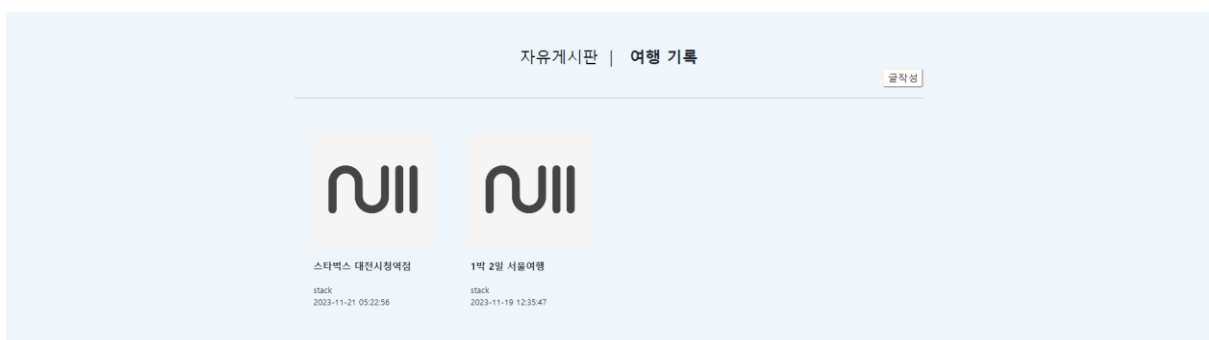 자유게시판 | 여행 기록
글작성
스타벅스 대전시청역점
stack
2023-11-21 05:22:56
1박 2일 서울여행
stack
2023-11-19 12:35:47